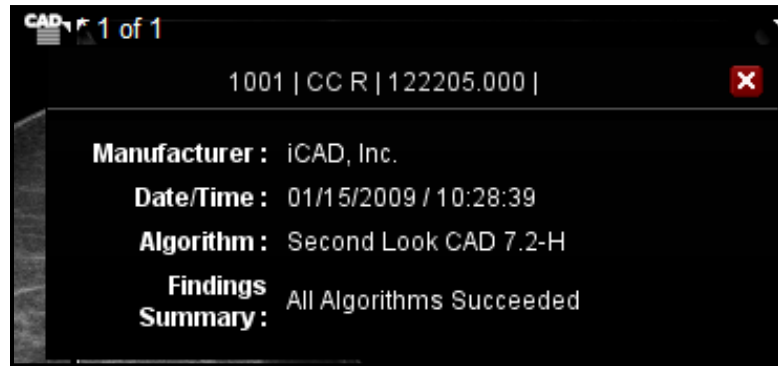 CAD 1 of 1
1001 | CC R | 122205.000 |
Manufacturer : iCAD, Inc.
Date/Time : 01/15/2009 / 10:28:39
Algorithm : Second Look CAD 7.2-H
Findings
Summary : All Algorithms Succeeded